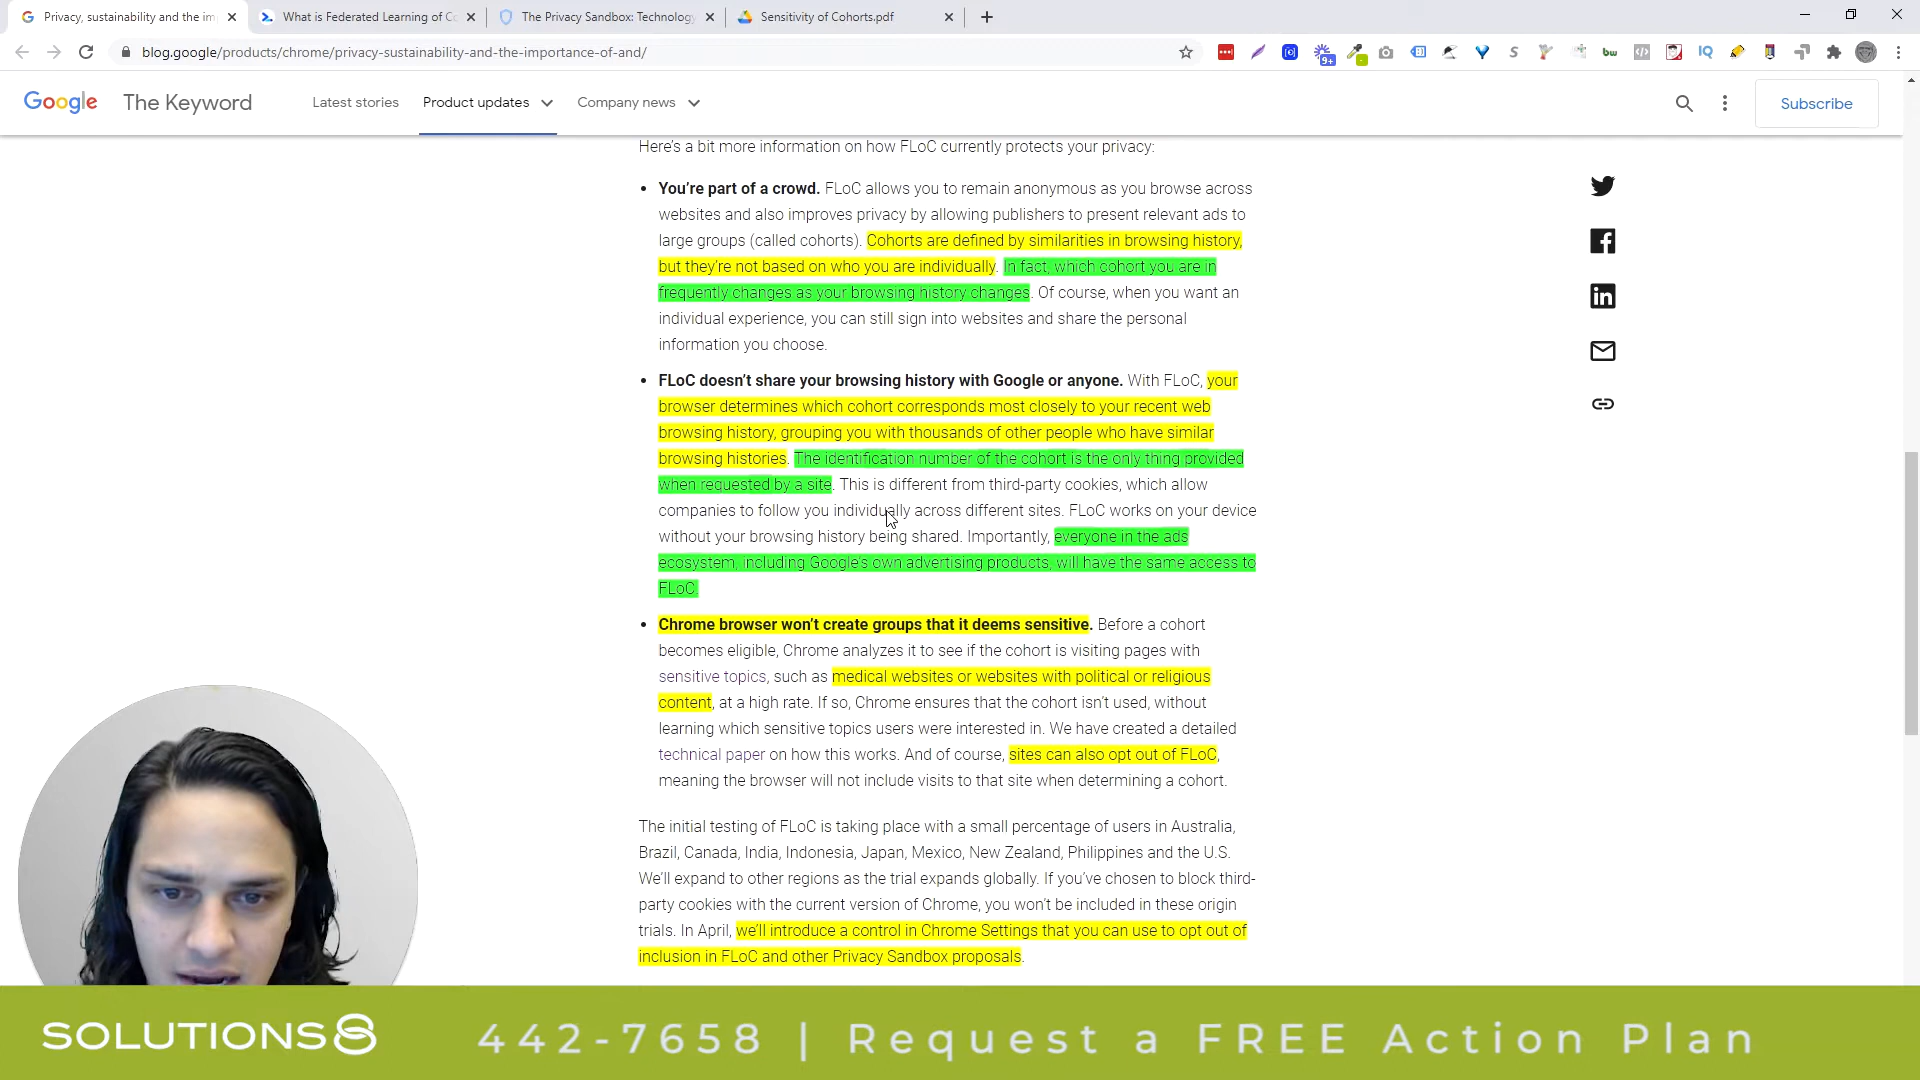 Privacy, sustainability and the im
What is Federated Learning of Co
The Privacy Sandbox: Technology
Sensitivity of Cohorts.pdf
blog.google/products/chrome/privacy-sustainability-and-the-importance-of-and/
9+
bw
IQ
Google The Keyword
Latest stories
Product updates
Company news
Subscribe
Here's a bit more information on how FLoC currently protects your privacy:
You're part of a crowd. FLoC allows you to remain anonymous as you browse across
websites and also improves privacy by allowing publishers to present relevant ads to
large groups (called cohorts). Cohorts are defined by similarities in browsing history,
but they're not based on who you are individually. In fact, which cohort you are in
frequently changes as your browsing history changes. Of course, when you want an
individual experience, you can still sign into websites and share the personal
information you choose.
FLoC doesn't share your browsing history with Google or anyone. With FLoC, your
browser determines which cohort corresponds most closely to your recent web
browsing history, grouping you with thousands of other people who have similar
browsing histories. The identification number of the cohort is the only thing provided
when requested by a site. This is different from third-party cookies, which allow
companies to follow you individually across different sites. FLoC works on your device
without your browsing history being shared. Importantly, everyone in the ads
ecosystem, including Google's own advertising products, will have the same access to
FLoC.
Chrome browser won't create groups that it deems sensitive. Before a cohort
becomes eligible, Chrome analyzes it to see if the cohort is visiting pages with
sensitive topics, such as medical websites or websites with political or religious
content, at a high rate. If so, Chrome ensures that the cohort isn't used, without
learning which sensitive topics users were interested in. We have created a detailed
technical paper on how this works. And of course, sites can also opt out of FLoC,
meaning the browser will not include visits to that site when determining a cohort.
The initial testing of FLoC is taking place with a small percentage of users in Australia,
Brazil, Canada, India, Indonesia, Japan, Mexico, New Zealand, Philippines and the U.S.
We'll expand to other regions as the trial expands globally. If you've chosen to block third-
party cookies with the current version of Chrome, you won't be included in these origin
trials. In April, we'll introduce a control in Chrome Settings that you can use to opt out of
inclusion in FLoC and other Privacy Sandbox proposals.
SOLUTIONS8
442-7658 | Request a FREE Action Plan